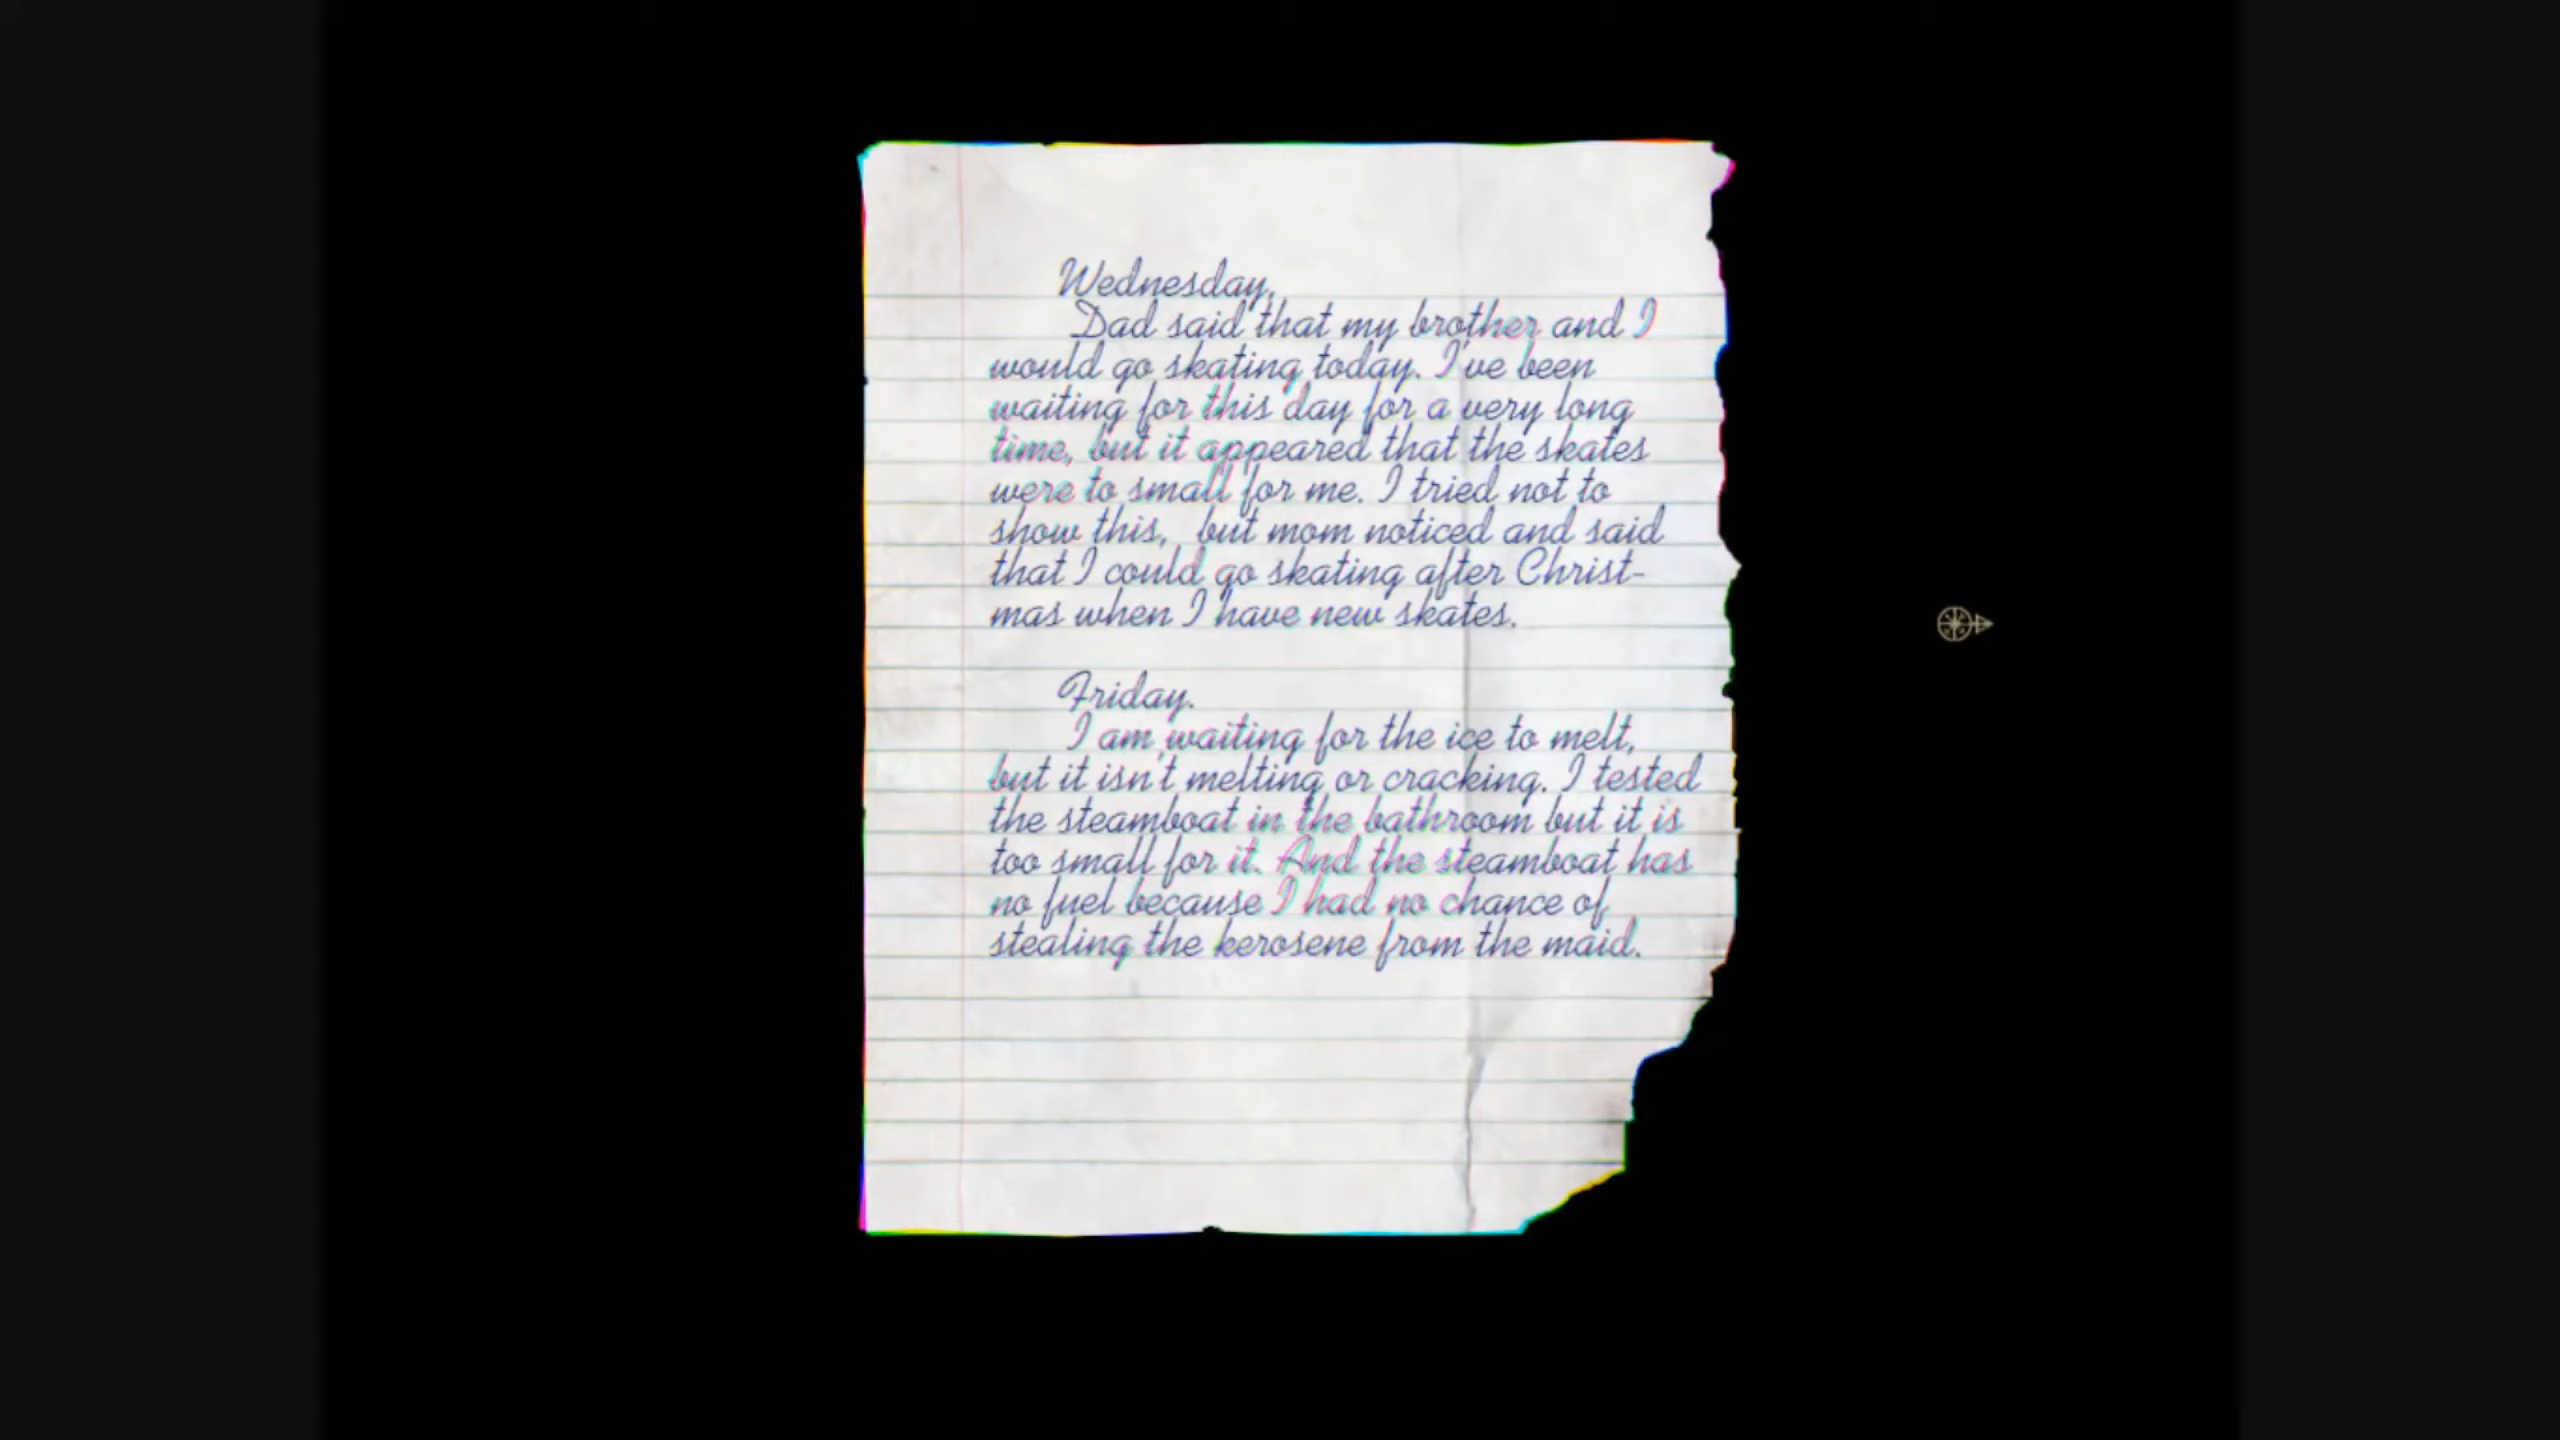 Wednesday.
Dad said that my brother and I
would go skating today. I've been
waiting for this day for a very long
time, but it appeared that the skates
were to small for me. I tried not to
show this, but mom noticed and said
that I could go skating after Christ-
mas when I have new skates.
Friday.
I am waiting for the ice to melt,
but it isn't melting or cracking. I tested
the steamboat in the bathroom but it is
too small for it. And the steamboat has
no fuel because I had no chance of
stealing the kerosene from the maid.